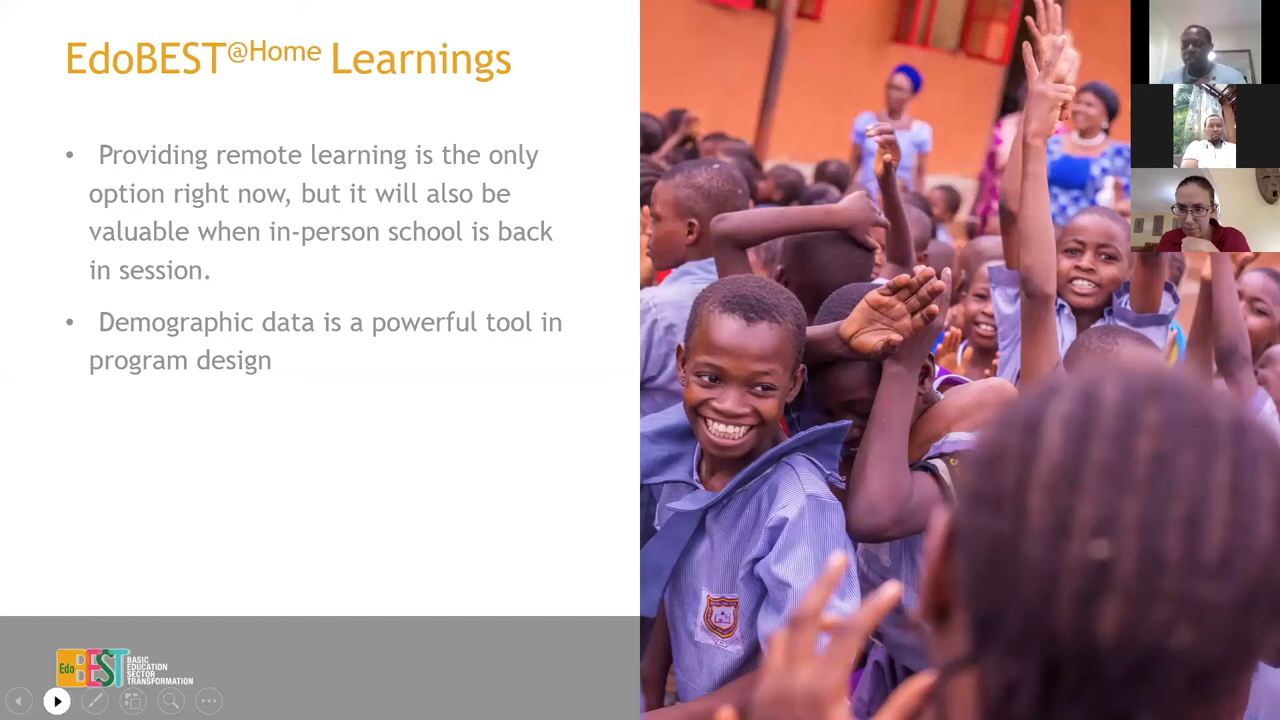 EdoBEST@Home Learnings
• Providing remote learning is the only
option right now, but it will also be
valuable when in-person school is back
in session.
• Demographic data is a powerful tool in
program design
EdoBEST
BASIC
EDUCATION
SECTOR
TRANSFORMATION